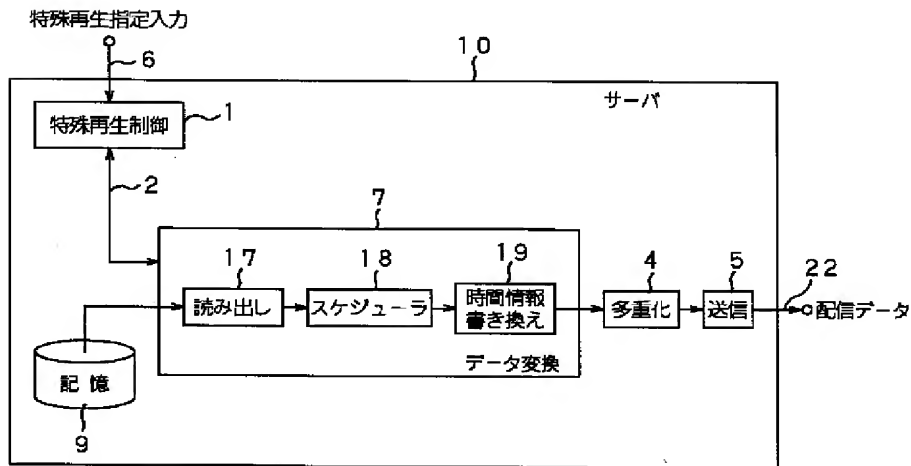 特殊再生指定入力
6
10
サーバ
特殊再生制御
1
2
7
17
18
19
4
5
22
読み出し
スケジューラ
時間情報
書き換え
多重化
送信
配信データ
データ変換
記憶
9